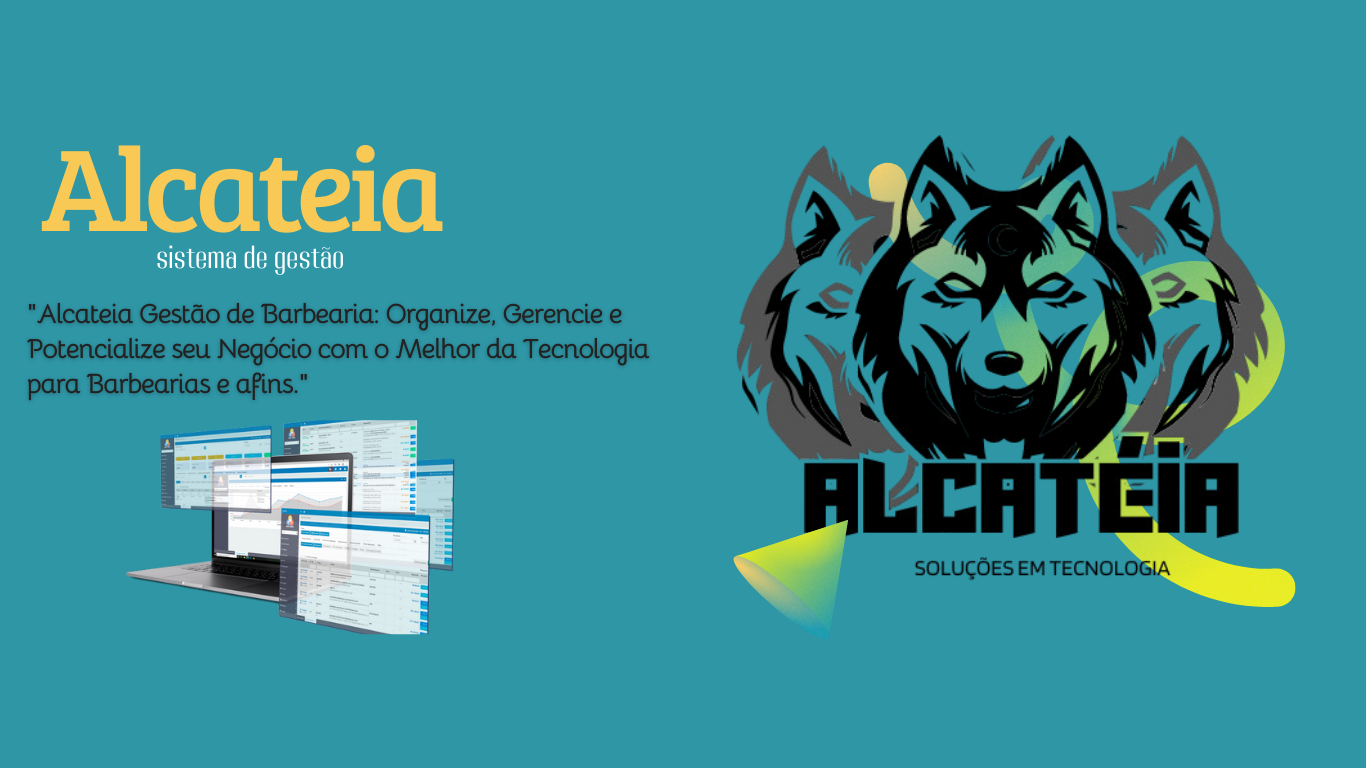 Alcateia
sistema de gestão
"Alcateia Gestão de Barbearia: Organize, Gerencie e
Potencialize seu Negócio com o Melhor da Tecnologia
para Barbearias e afins."
ALCATÉIA
SOLUÇÕES EM TECNOLOGIA